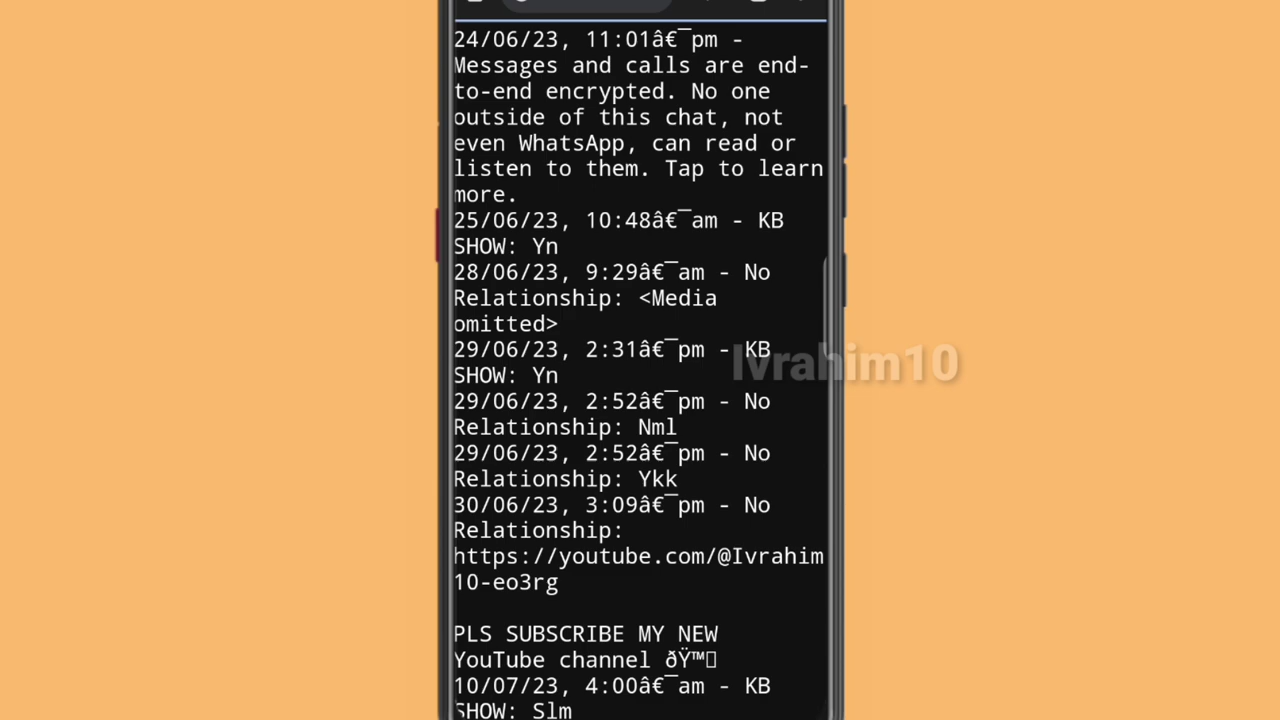 24/06/23, 11:01â€¯pm -
Messages and calls are end-
to-end encrypted. No one
outside of this chat, not
even WhatsApp, can read or
listen to them. Tap to learn
more.
25/06/23, 10:48â€¯am - KB
SHOW: Yn
28/06/23, 9:29â€¯am - No
Relationship: <Media
omitted>
29/06/23, 2:31â€¯pm - KB
SHOW: Yn
29/06/23, 2:52â€¯pm - No
Relationship: Nml
29/06/23, 2:52â€¯pm - No
Relationship: Ykk
30/06/23, 3:09â€¯pm - No
Relationship:
https://youtube.com/@Ivrahim
10-eo3rg
PLS SUBSCRIBE MY NEW
YouTube channel ðŸ™
10/07/23, 4:00â€¯am - KB
SHOW: Slm
Ivrahim10